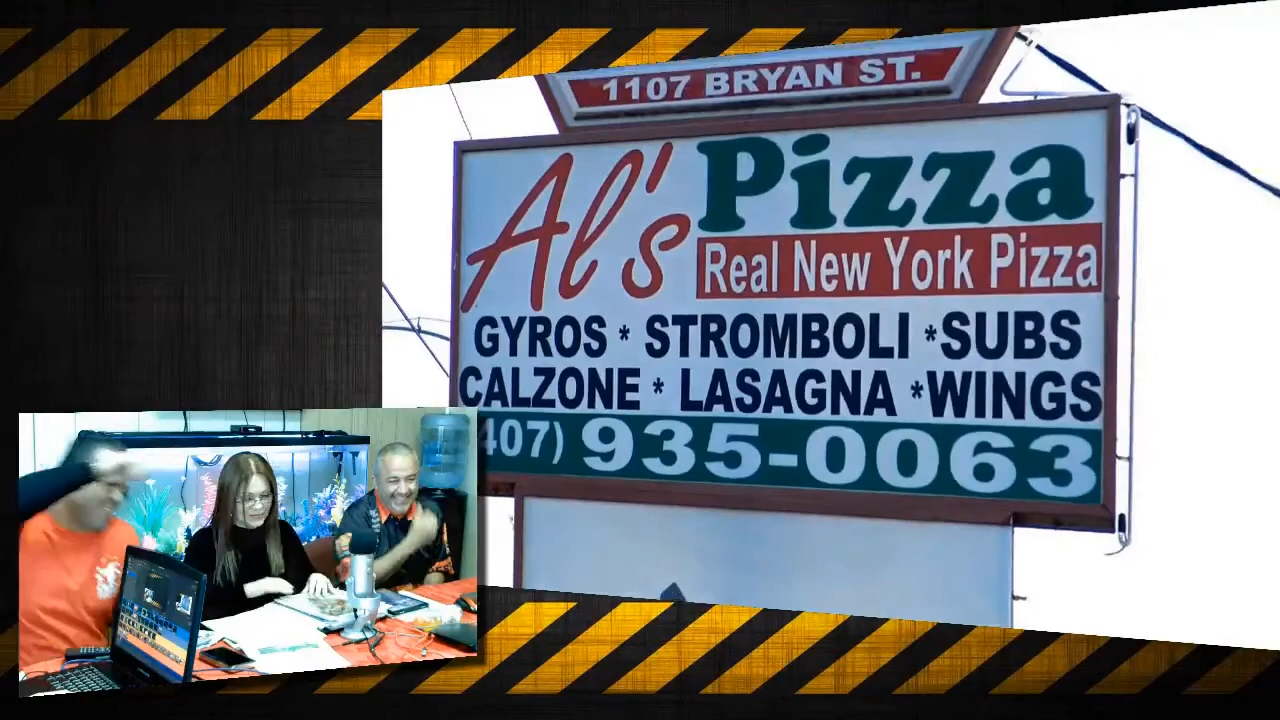 1107 BRYAN ST.
Al's Pizza
Real New York Pizza
GYROS * STROMBOLI * SUBS
CALZONE * LASAGNA * WINGS
407) 935-0063